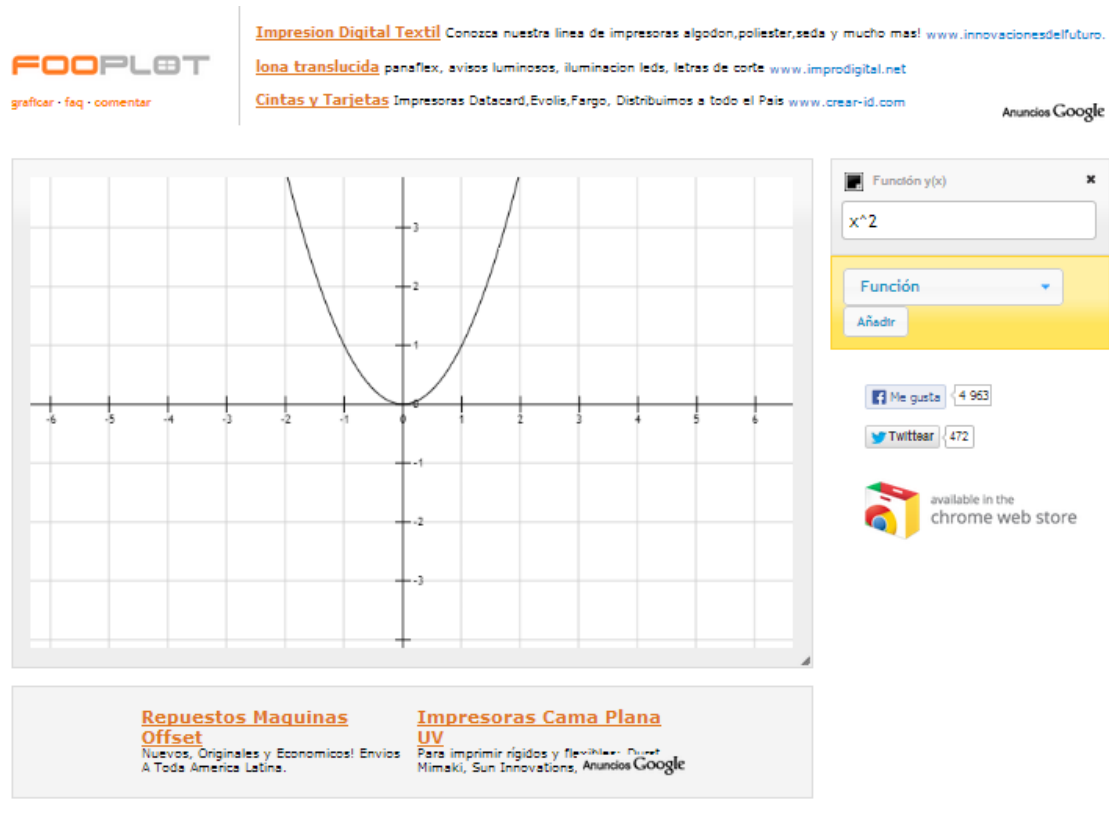 Impresion Digital Textil Conozca nuestra linea de impresoras algodon,poliester,seda y mucho mas! www.innovacionesdelfuturo.
FOOPLOT
lona translucida panaflex, avisos luminosos, iluminacion leds, letras de corte www.improdigital.net
graficar · faq · comentar
Cintas y Tarjetas Impresoras Datacard,Evolis,Fargo, Distribuimos a todo el Pais www.crear-id.com
Anuncios Google
Función y(x)
x^2
Función
Añadir
3
2
1
-6 -5 -4 -3 -2 -1 0 1 2 3 4 5 6
0
-1
-2
-3
Me gusta 4 963
Twittear 472
available in the
chrome web store
Repuestos Maquinas
Offset
Nuevos, Originales y Economicos! Envios
A Toda America Latina.
Impresoras Cama Plana
UV
Para imprimir rígidos y flexibles: Durst,
Mimaki, Sun Innovations,
Anuncios Google